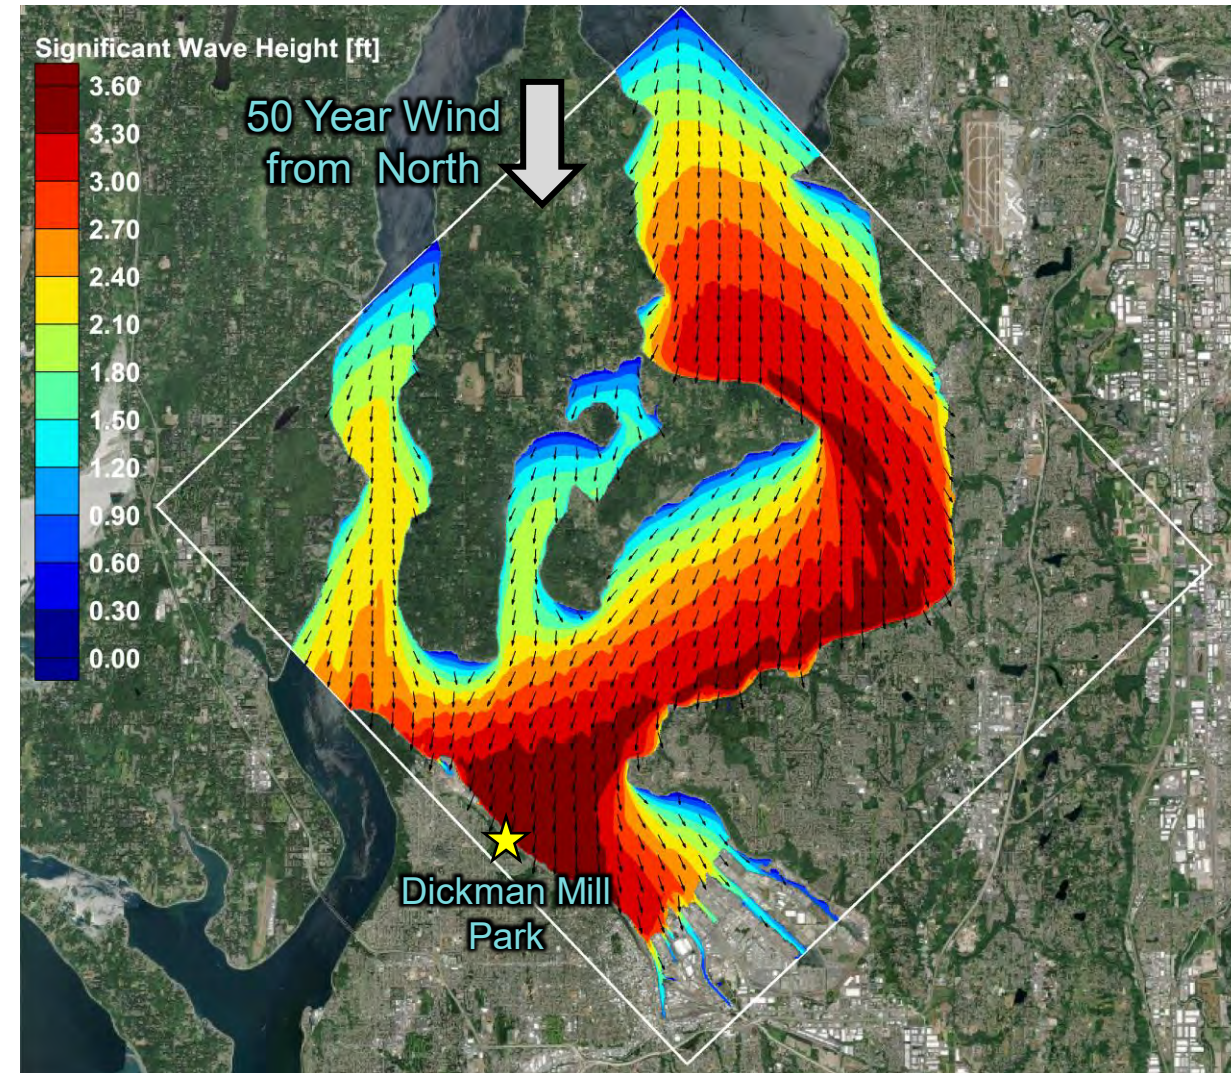 Significant Wave Height [ft]
3.60
3.30
3.00
2.70
2.40
2.10
1.80
1.50
1.20
0.90
0.60
0.30
0.00
50 Year Wind
from North
Dickman Mill
Park